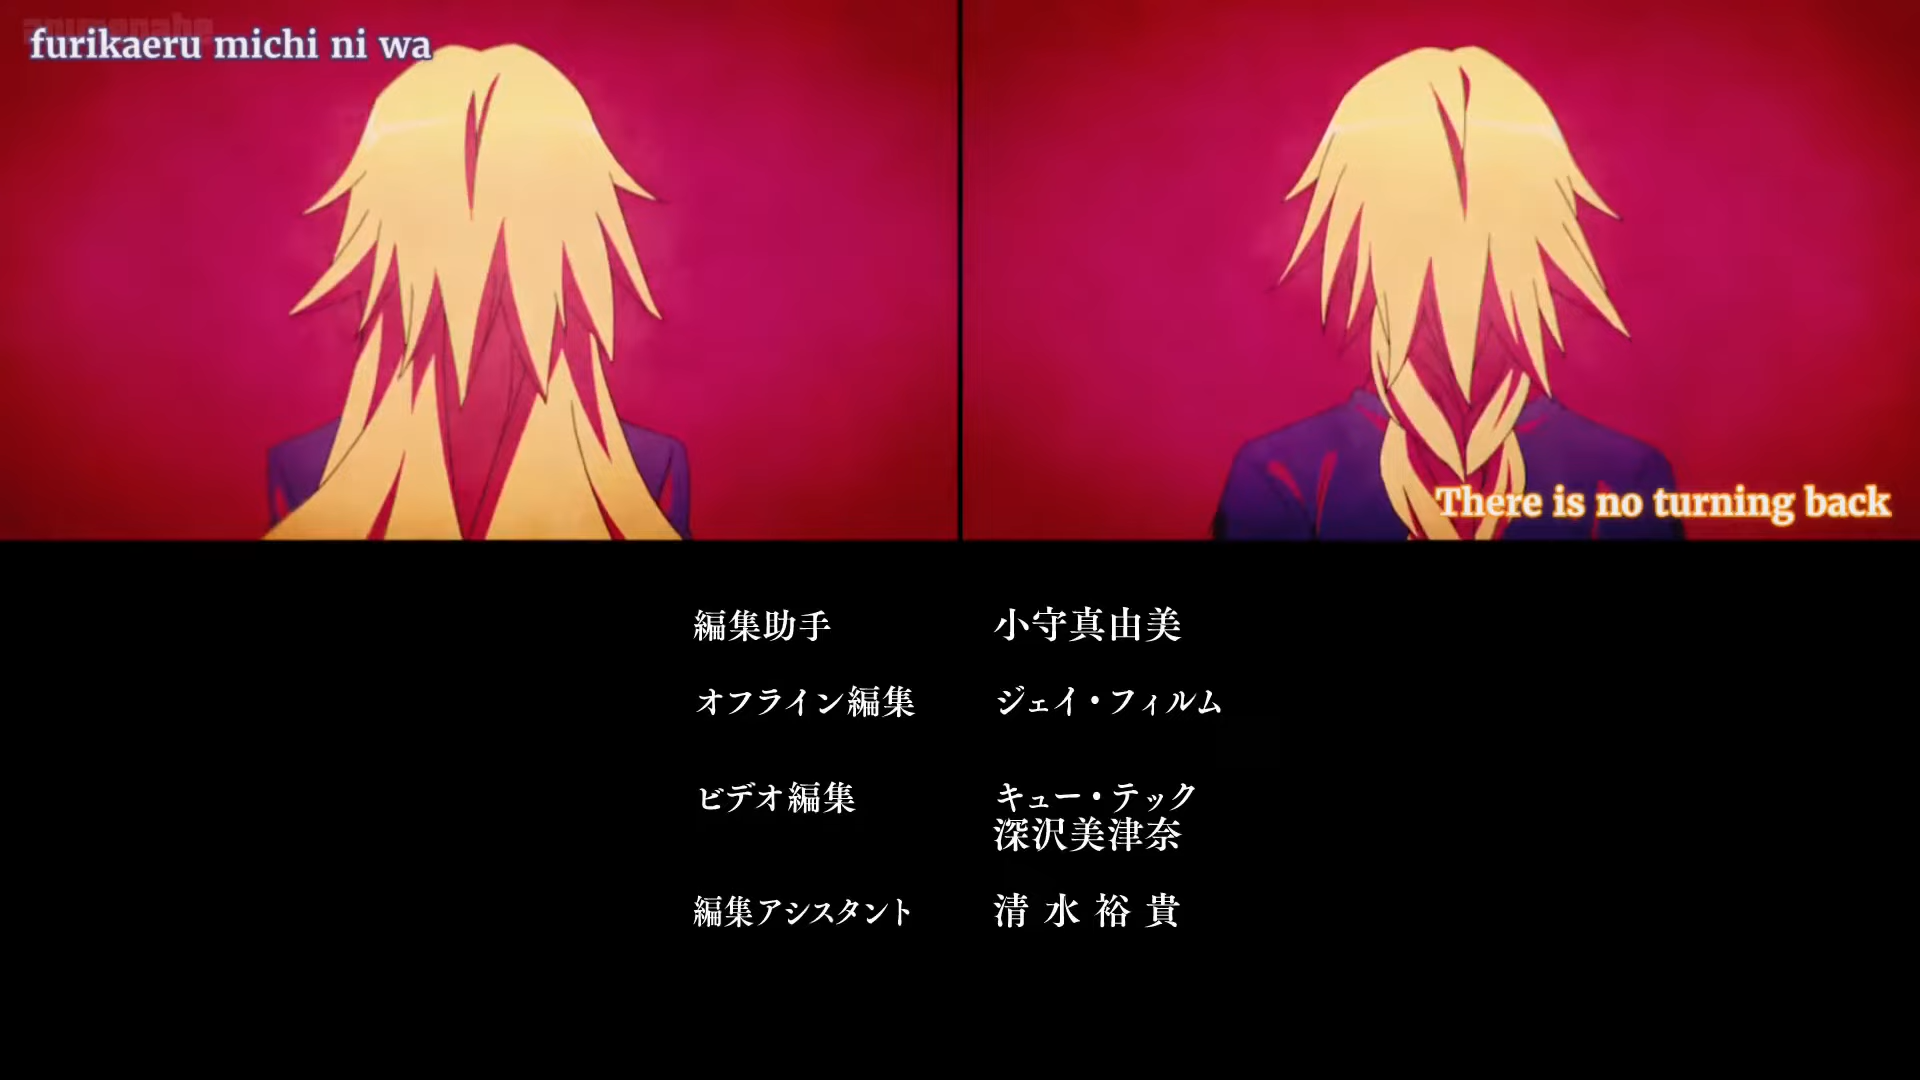 furikaeru michi ni wa
There is no turning back
編集助手 小守真由美
オフライン編集 ジェイ・フィルム
ビデオ編集 キュー・テック
深沢美津奈
編集アシスタント 清水裕貴